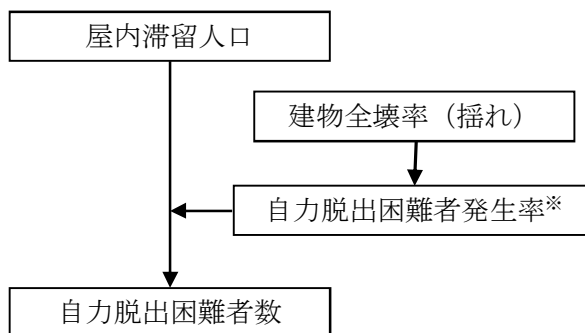 屋内滞留人口
建物全壊率（揺れ）
自力脱出困難者発生率※
自力脱出困難者数